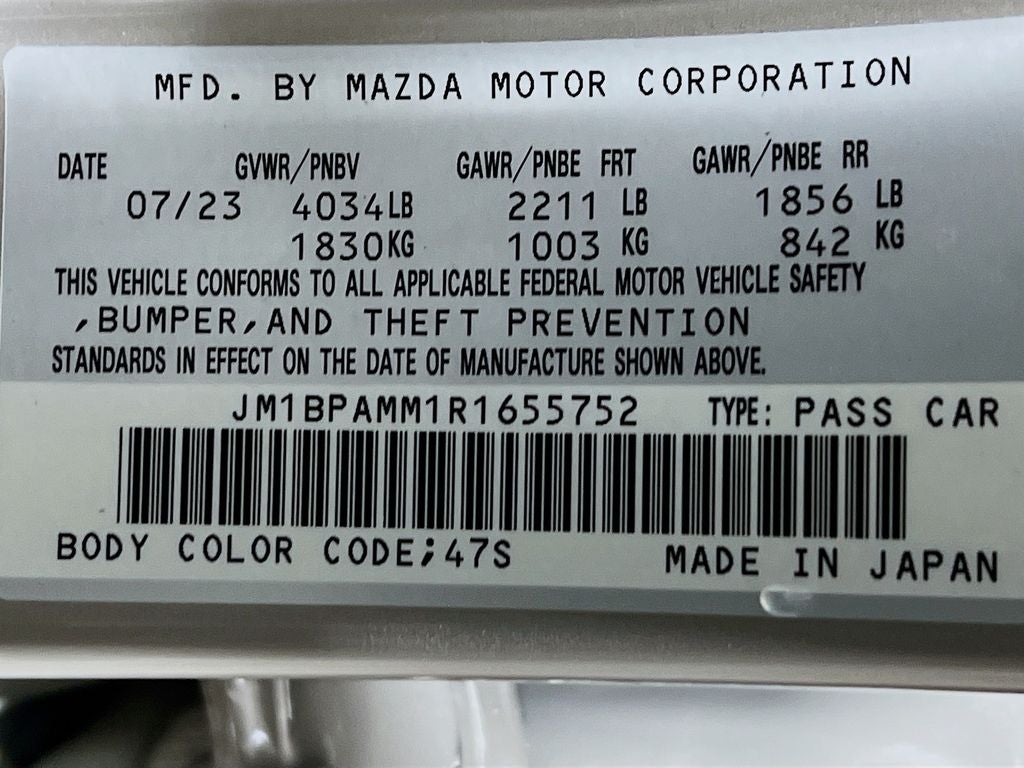 MFD. BY MAZDA MOTOR CORPORATION
DATE GVWR/PNBV GAWR/PNBE FRT GAWR/PNBE RR
07/23 4034LB 2211 LB 1856 LB
1830KG 1003 KG 842 KG
THIS VEHICLE CONFORMS TO ALL APPLICABLE FEDERAL MOTOR VEHICLE SAFETY
,BUMPER,AND THEFT PREVENTION
STANDARDS IN EFFECT ON THE DATE OF MANUFACTURE SHOWN ABOVE.
JM1BPAMM1R1655752 TYPE: PASS CAR
BODY COLOR CODE;47S MADE IN JAPAN